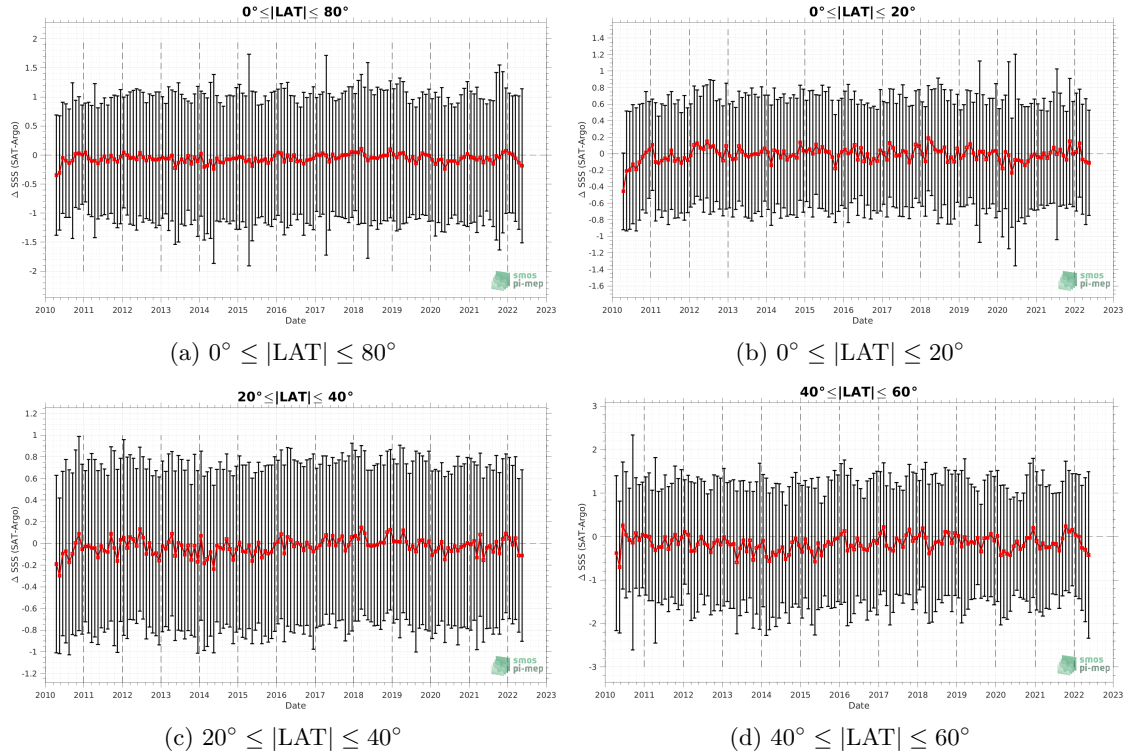 0°≤|LAT|≤ 80°
2
1.5
1
0.5
0
-0.5
-1
-1.5
-2
Δ SSS (SAT-Argo)
2010 2011 2012 2013 2014 2015 2016 2017 2018 2019 2020 2021 2022 2023
Date
smos
pi-mep
(a) 0° ≤ |LAT| ≤ 80°
0°≤|LAT|≤ 20°
1.4
1.2
1
0.8
0.6
0.4
0.2
0
-0.2
-0.4
-0.6
-0.8
-1
-1.2
-1.4
-1.6
Δ SSS (SAT-Argo)
2010 2011 2012 2013 2014 2015 2016 2017 2018 2019 2020 2021 2022 2023
Date
smos
pi-mep
(b) 0° ≤ |LAT| ≤ 20°
20°≤|LAT|≤ 40°
1.2
1
0.8
0.6
0.4
0.2
0
-0.2
-0.4
-0.6
-0.8
-1
-1.2
Δ SSS (SAT-Argo)
2010 2011 2012 2013 2014 2015 2016 2017 2018 2019 2020 2021 2022 2023
Date
smos
pi-mep
(c) 20° ≤ |LAT| ≤ 40°
40°≤|LAT|≤ 60°
3
2
1
0
-1
-2
-3
Δ SSS (SAT-Argo)
2010 2011 2012 2013 2014 2015 2016 2017 2018 2019 2020 2021 2022 2023
Date
smos
pi-mep
(d) 40° ≤ |LAT| ≤ 60°